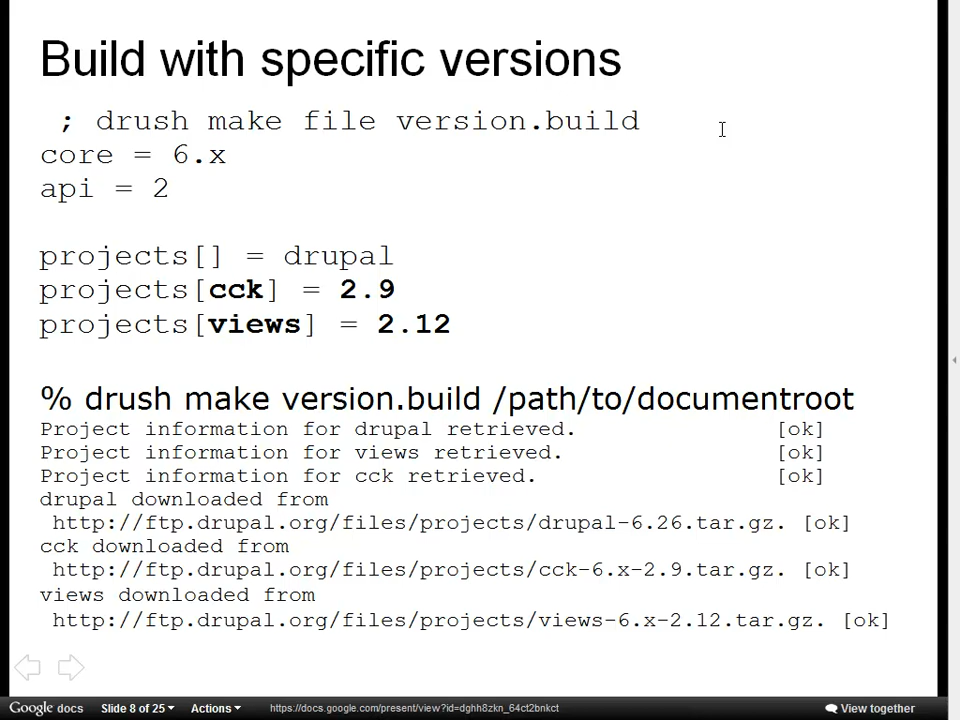 Build with specific versions
; drush make file version.build
core = 6.x
api = 2
projects[] = drupal
projects[cck] = 2.9
projects[views] = 2.12
% drush make version.build /path/to/documentroot
Project information for drupal retrieved. [ok]
Project information for views retrieved. [ok]
Project information for cck retrieved. [ok]
drupal downloaded from
http://ftp.drupal.org/files/projects/drupal-6.26.tar.gz. [ok]
cck downloaded from
http://ftp.drupal.org/files/projects/cck-6.x-2.9.tar.gz. [ok]
views downloaded from
http://ftp.drupal.org/files/projects/views-6.x-2.12.tar.gz. [ok]
Google docs Slide 8 of 25 Actions https://docs.google.com/present/view?id=dghh8zkn_64ct2bnkct View together